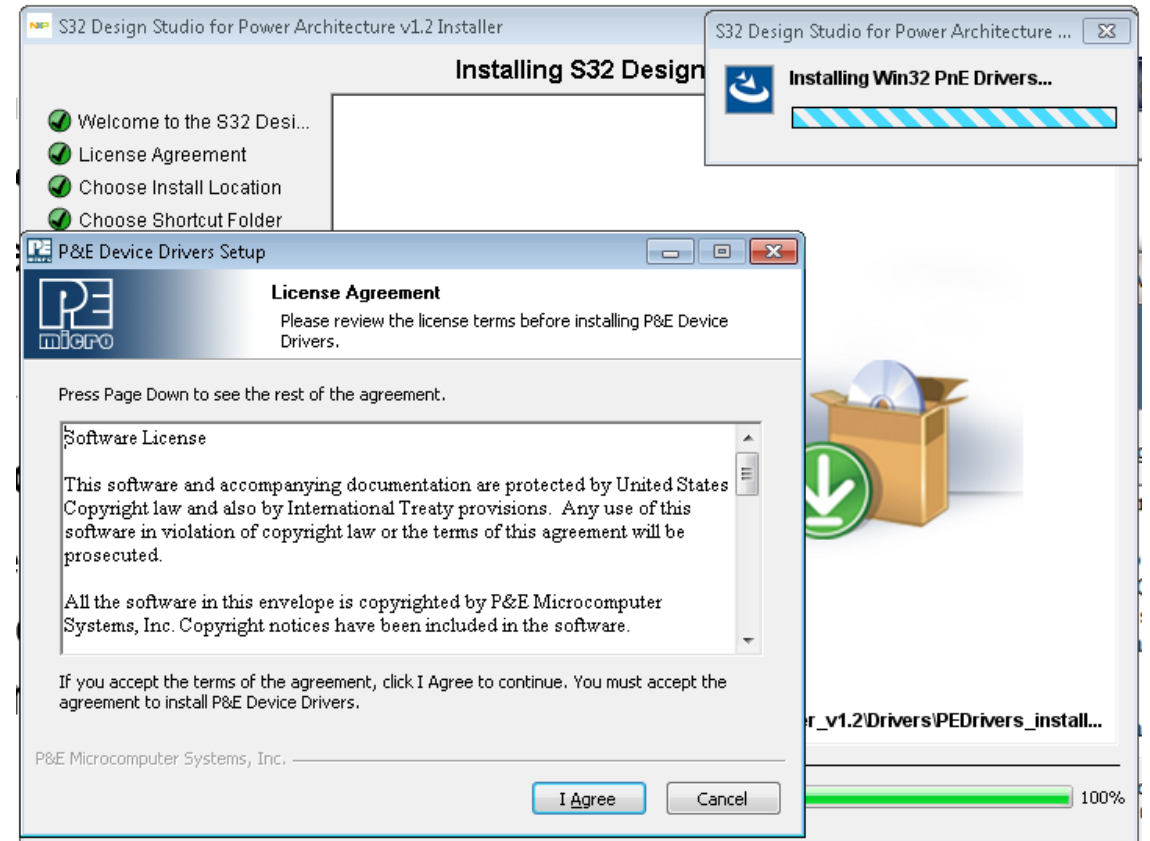 NXP S32 Design Studio for Power Architecture v1.2 Installer
S32 Design Studio for Power Architecture ...
Installing S32 Design
Installing Win32 PnE Drivers...
Welcome to the S32 Desi...
License Agreement
Choose Install Location
Choose Shortcut Folder
P&E Device Drivers Setup
PE
micro
License Agreement
Please review the license terms before installing P&E Device
Drivers.
Press Page Down to see the rest of the agreement.
Software License
This software and accompanying documentation are protected by United States
Copyright law and also by International Treaty provisions.  Any use of this
software in violation of copyright law or the terms of this agreement will be
prosecuted.
All the software in this envelope is copyrighted by P&E Microcomputer
Systems, Inc. Copyright notices have been included in the software.
If you accept the terms of the agreement, click I Agree to continue. You must accept the
agreement to install P&E Device Drivers.
r_v1.2\Drivers\PEDrivers_install...
P&E Microcomputer Systems, Inc.
I Agree
Cancel
100%